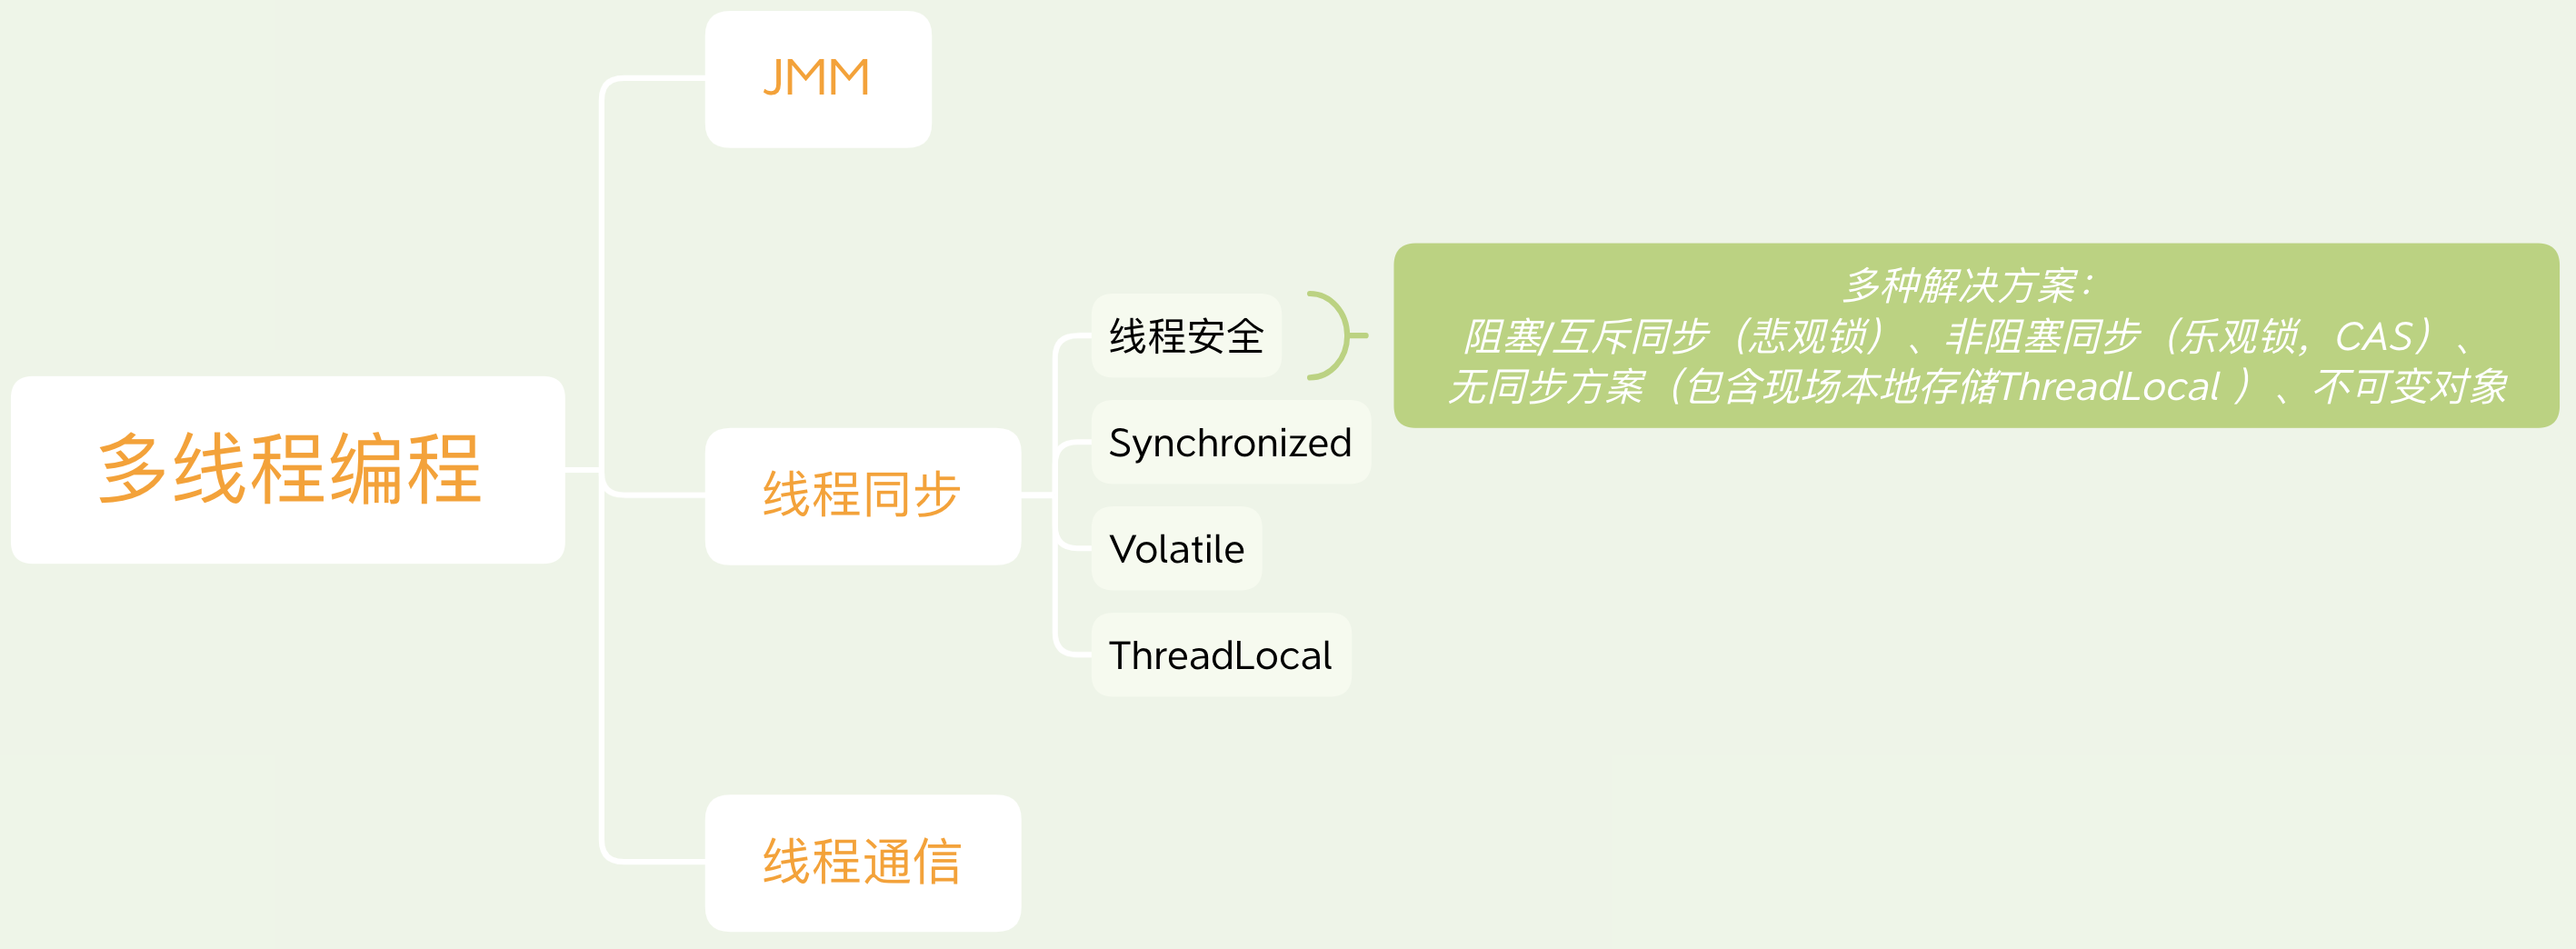 多线程编程
JMM
线程同步
线程安全
多种解决方案：
阻塞/互斥同步（悲观锁）、非阻塞同步（乐观锁，CAS）、
无同步方案（包含现场本地存储ThreadLocal ）、不可变对象
Synchronized
Volatile
ThreadLocal
线程通信